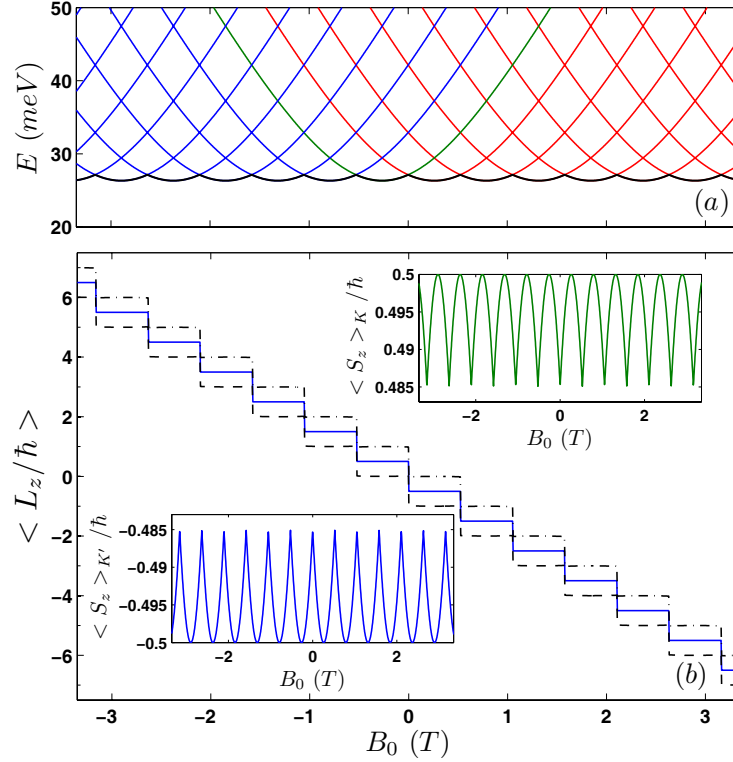 E (meV)
50
40
30
20
(a)
< L_z/ħ >
6
4
2
0
−2
−4
−6
< S_z >_K /ħ
0.5
0.495
0.49
0.485
−2 0 2
B_0 (T)
< S_z >_{K'} /ħ
−0.485
−0.49
−0.495
−0.5
−2 0 2
B_0 (T)
(b)
−3 −2 −1 0 1 2 3
B_0 (T)